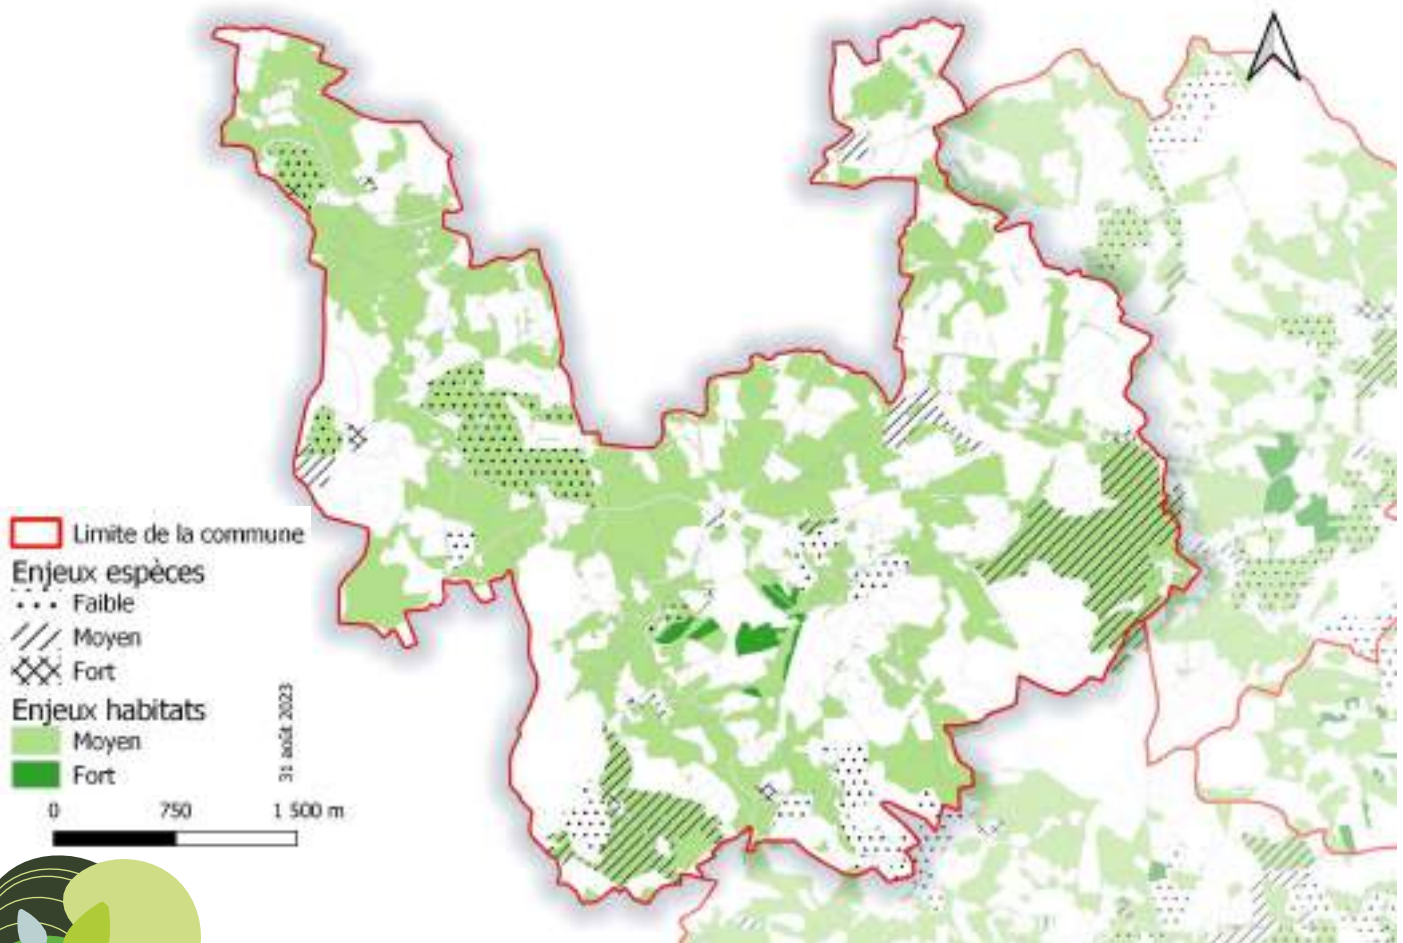 Limite de la commune
Enjeux espèces
Faible
Moyen
Fort
Enjeux habitats
Moyen
Fort
31 août 2023
0 750 1 500 m